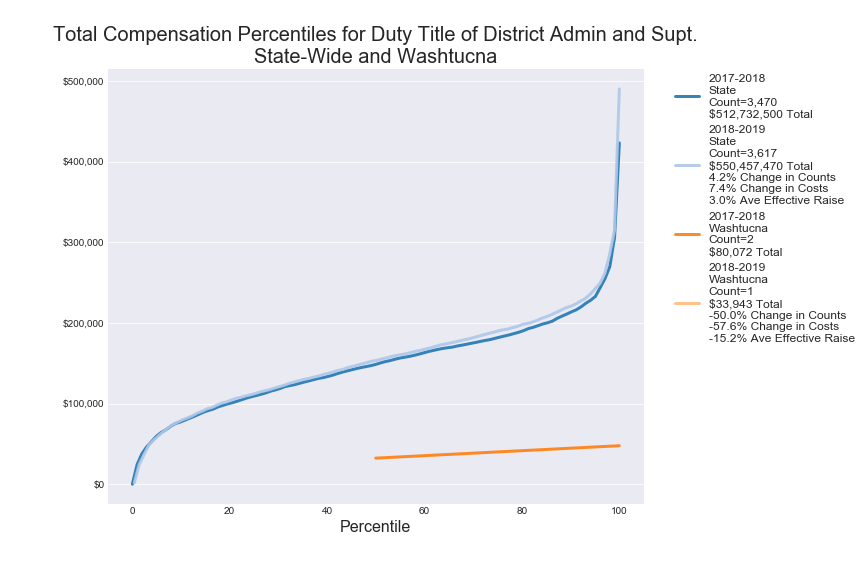 Total Compensation Percentiles for Duty Title of District Admin and Supt.
State-Wide and Washtucna
$500,000
$400,000
$300,000
$200,000
$100,000
$0
0
20
40
60
80
100
Percentile
2017-2018
State
Count=3,470
$512,732,500 Total
2018-2019
State
Count=3,617
$550,457,470 Total
4.2% Change in Counts
7.4% Change in Costs
3.0% Ave Effective Raise
2017-2018
Washtucna
Count=2
$80,072 Total
2018-2019
Washtucna
Count=1
$33,943 Total
-50.0% Change in Counts
-57.6% Change in Costs
-15.2% Ave Effective Raise